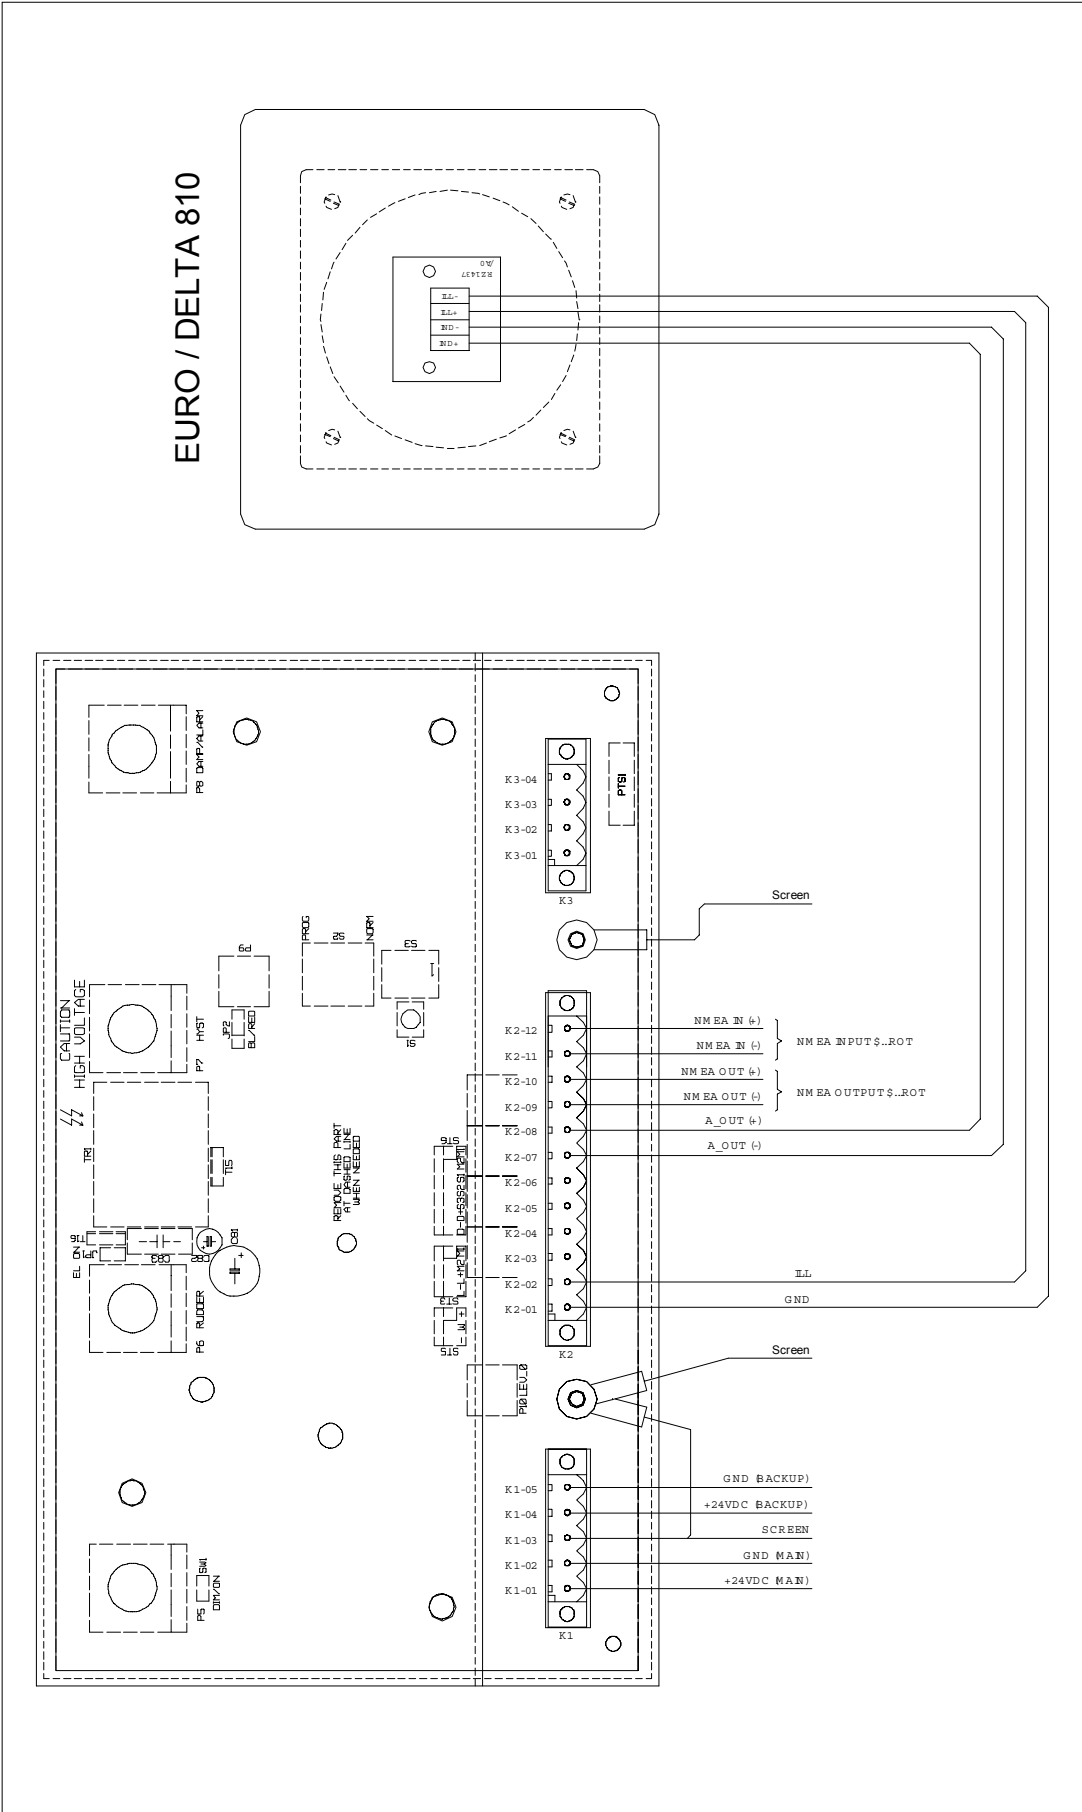 EURO / DELTA 810
RZ1437
/A0
ILL-
ILL+
IND-
IND+
P8 DAMP/ALARM
K3-04
K3-03
K3-02
K3-01
K3
PTSI
Screen
PROG
S2
NORM
S3
S1
P9
JP2
BL/RED
CAUTION
HIGH VOLTAGE
P7 HYST
TR1
T15
T16
JP1
EL ON
C83
C82
C81
REMOVE THIS PART
AT DASHED LINE
WHEN NEEDED
ST6
D-D+S3S2S1M2M1
L-L+M2M1
ST3
- W +
ST5
P6 RUDDER
P10 LEV_0
K2-12
K2-11
K2-10
K2-09
K2-08
K2-07
K2-06
K2-05
K2-04
K2-03
K2-02
K2-01
K2
NMEA IN (+)
NMEA IN (-)
NMEA INPUT $..ROT
NMEA OUT (+)
NMEA OUT (-)
NMEA OUTPUT $..ROT
A_OUT (+)
A_OUT (-)
ILL
GND
Screen
K1-05
K1-04
K1-03
K1-02
K1-01
K1
GND (BACKUP)
+24VDC (BACKUP)
SCREEN
GND (MAIN)
+24VDC (MAIN)
P5
SW1
DIM/ON